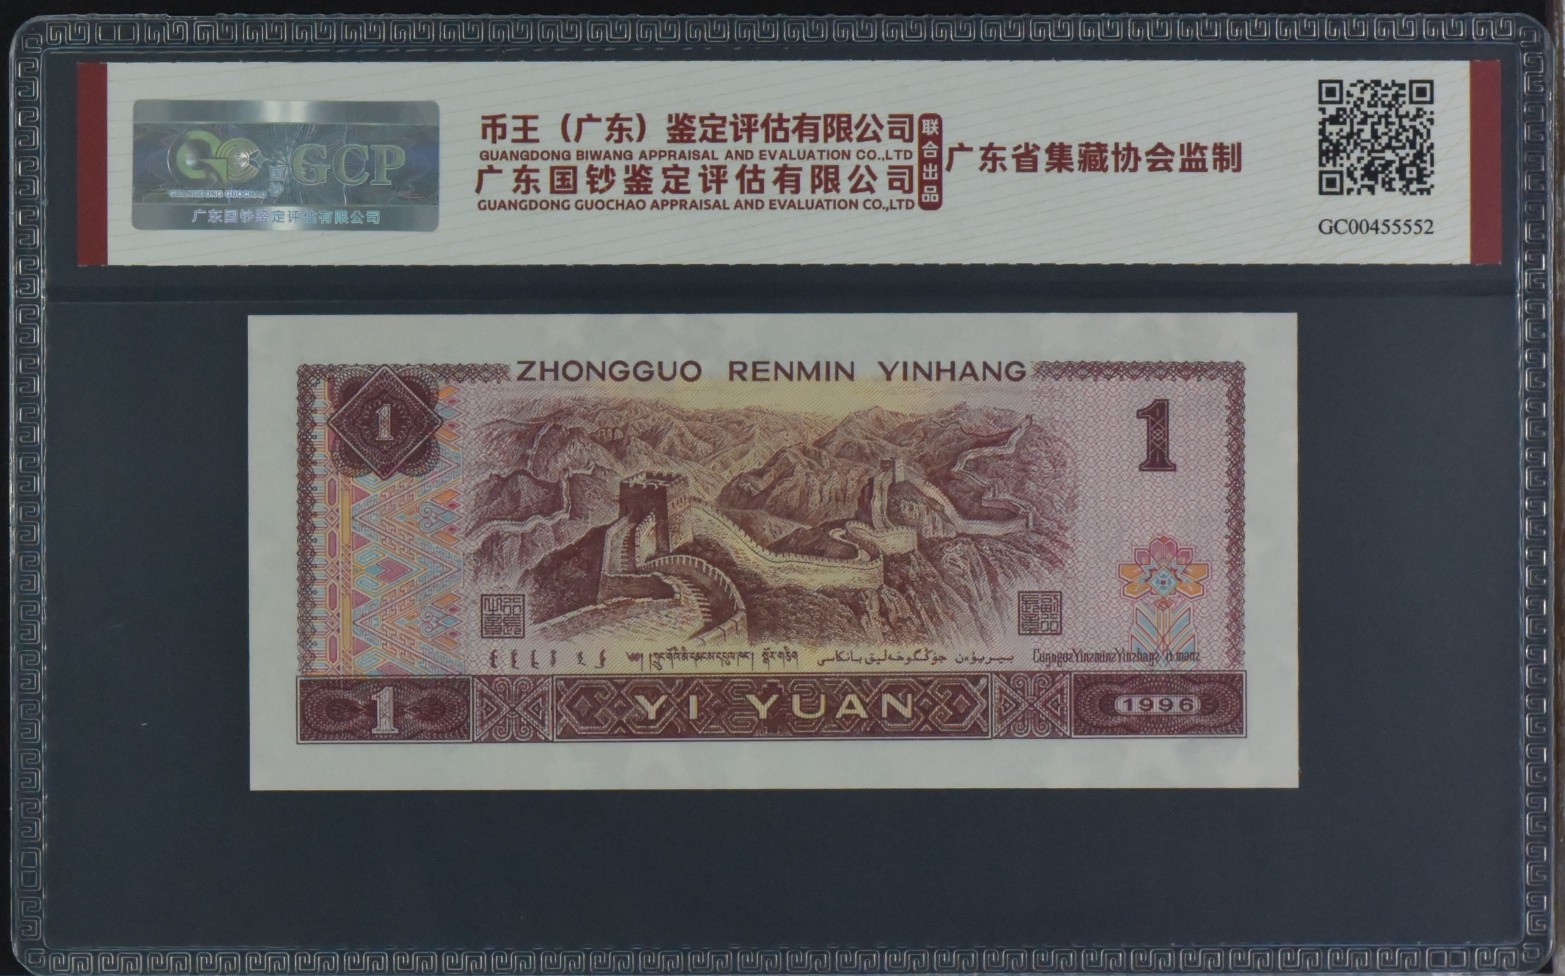 GCP
GUANGDONG GUOCHAO
广东国钞鉴定评估有限公司
币王（广东）鉴定评估有限公司
GUANGDONG BIWANG APPRAISAL AND EVALUATION CO.,LTD
广东国钞鉴定评估有限公司
GUANGDONG GUOCHAO APPRAISAL AND EVALUATION CO.,LTD
联合出品
广东省集藏协会监制
GC00455552
ZHONGGUO RENMIN YINHANG
1
1
1
YI YUAN
1996